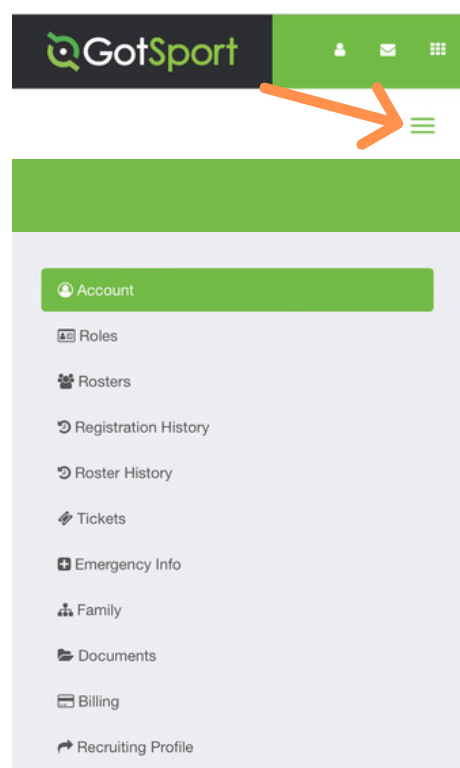 GotSport
Account
Roles
Rosters
Registration History
Roster History
Tickets
Emergency Info
Family
Documents
Billing
Recruiting Profile